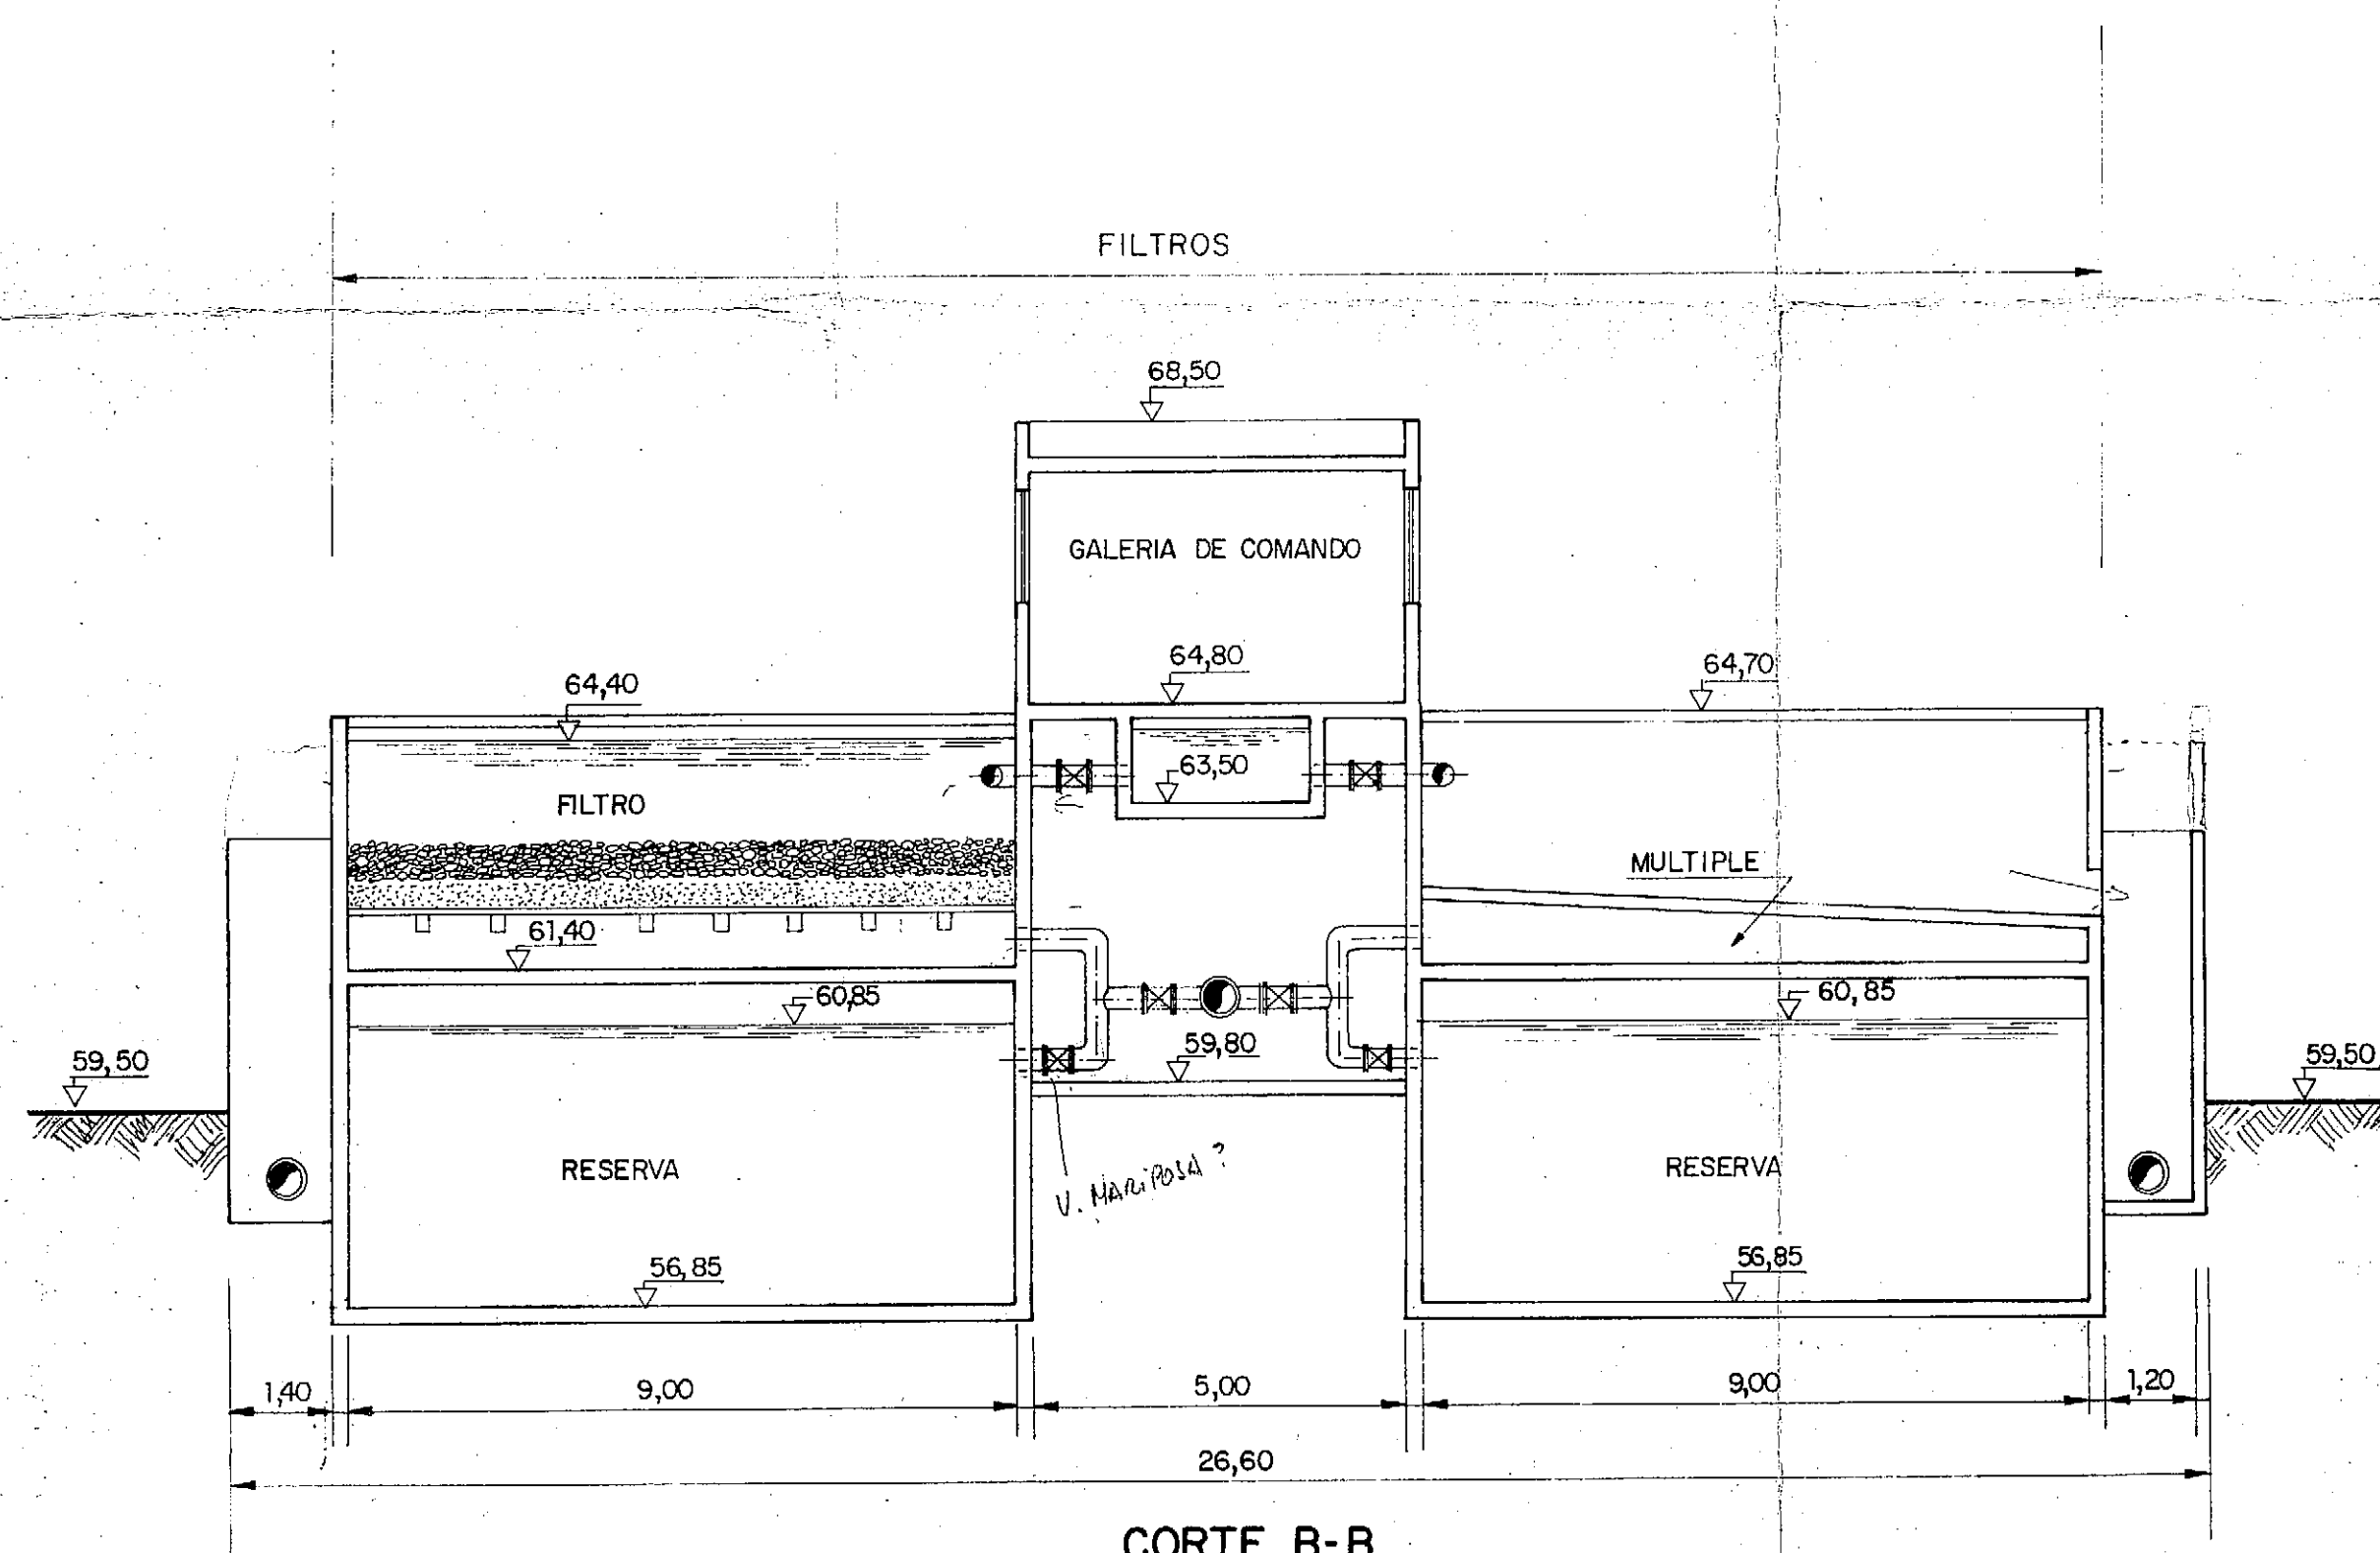 FILTROS
68,50
GALERIA DE COMANDO
64,80
64,70
64,40
63,50
FILTRO
MULTIPLE
61,40
60,85
60,85
59,80
59,50
59,50
RESERVA
V. MARIPOSA ?
RESERVA
56,85
56,85
1,40
9,00
5,00
9,00
1,20
26,60
CORTE B-B